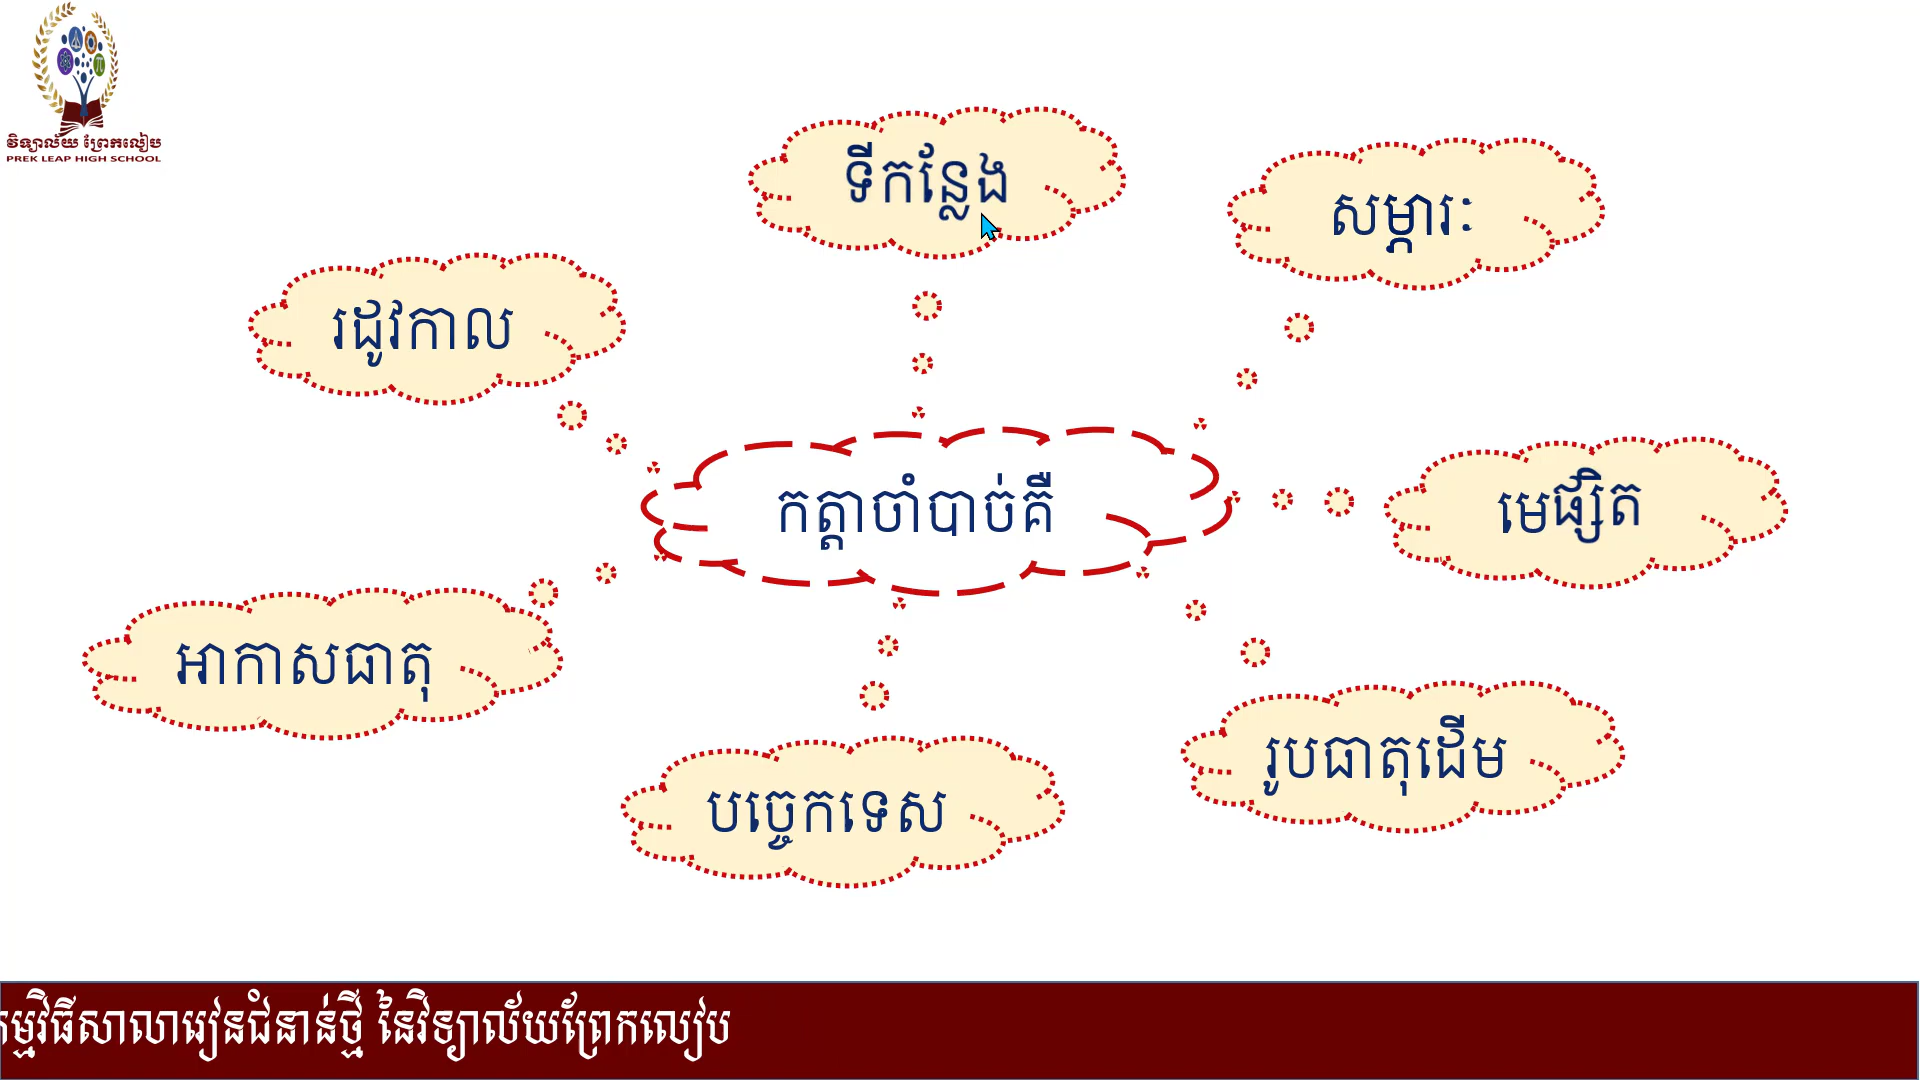 វិទ្យាល័យ ព្រែកលៀប
PREK LEAP HIGH SCHOOL
ទីកន្លែង
សម្ភារៈ
រដូវកាល
កត្តាចាំបាច់គឺ
មេផ្សិត
អាកាសធាតុ
រូបធាតុដើម
បច្ចេកទេស
កម្មវិធីសាលារៀនជំនាន់ថ្មី នៃវិទ្យាល័យព្រែកលៀប